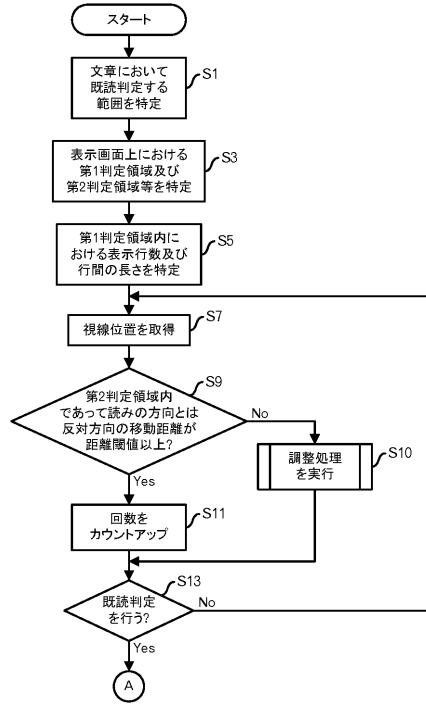 スタート
文章において
既読判定する
範囲を特定
S1
表示画面上における
第1判定領域及び
第2判定領域等を特定
S3
第1判定領域内に
おける表示行数及び
行間の長さを特定
S5
視線位置を取得
S7
第2判定領域内
であって読みの方向とは
反対方向の移動距離が
距離閾値以上?
S9
No
調整処理
を実行
S10
Yes
回数を
カウントアップ
S11
既読判定
を行う?
S13
No
Yes
A